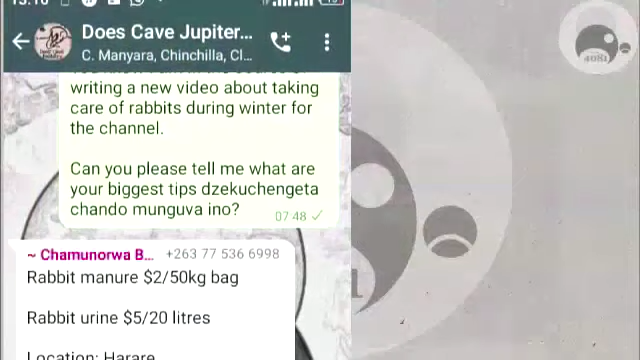 Does Cave Jupiter...
C. Manyara, Chinchilla, Cl...
writing a new video about taking
care of rabbits during winter for
the channel.
Can you please tell me what are
your biggest tips dzekuchengeta
chando munguva ino?
07:48
~ Chamunorwa B... +263 77 536 6998
Rabbit manure $2/50kg bag
Rabbit urine $5/20 litres
Location: Harare
4081